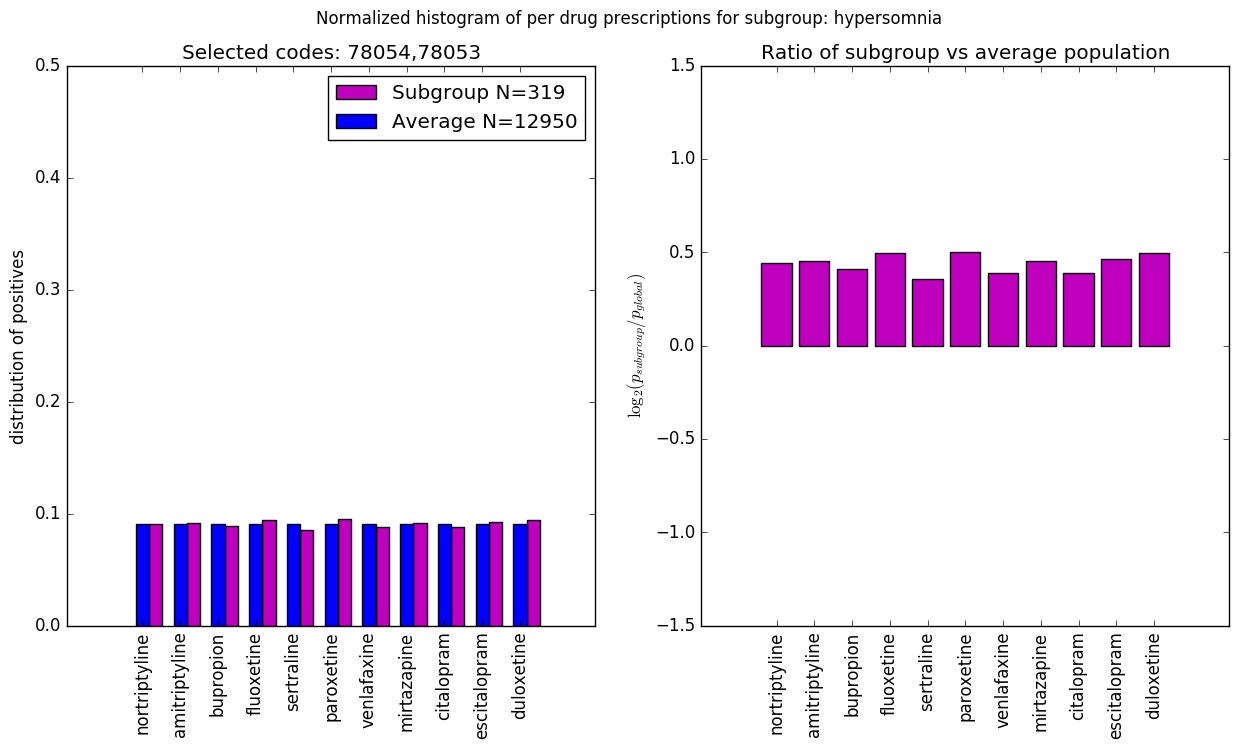 Normalized histogram of per drug prescriptions for subgroup: hypersomnia
Selected codes: 78054,78053
0.5
0.4
0.3
0.2
0.1
0.0
distribution of positives
Subgroup N=319
Average N=12950
nortriptyline
amitriptyline
bupropion
fluoxetine
sertraline
paroxetine
venlafaxine
mirtazapine
citalopram
escitalopram
duloxetine
Ratio of subgroup vs average population
1.5
1.0
0.5
0.0
−0.5
−1.0
−1.5
log2(psubgroup/pglobal)
nortriptyline
amitriptyline
bupropion
fluoxetine
sertraline
paroxetine
venlafaxine
mirtazapine
citalopram
escitalopram
duloxetine